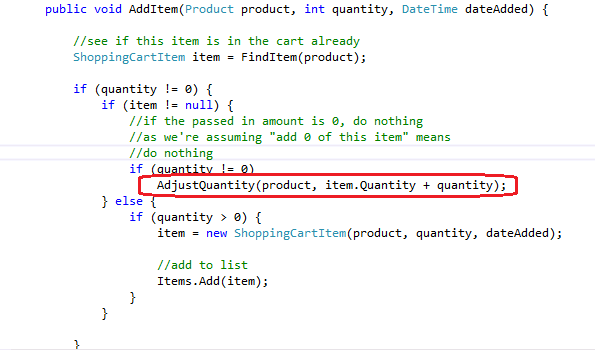 public void AddItem(Product product, int quantity, DateTime dateAdded) {
//see if this item is in the cart already
ShoppingCartItem item = FindItem(product);
if (quantity != 0) {
if (item != null) {
//if the passed in amount is 0, do nothing
//as we're assuming "add 0 of this item" means
//do nothing
if (quantity != 0)
AdjustQuantity(product, item.Quantity + quantity);
} else {
if (quantity > 0) {
item = new ShoppingCartItem(product, quantity, dateAdded);
//add to list
Items.Add(item);
}
}
}